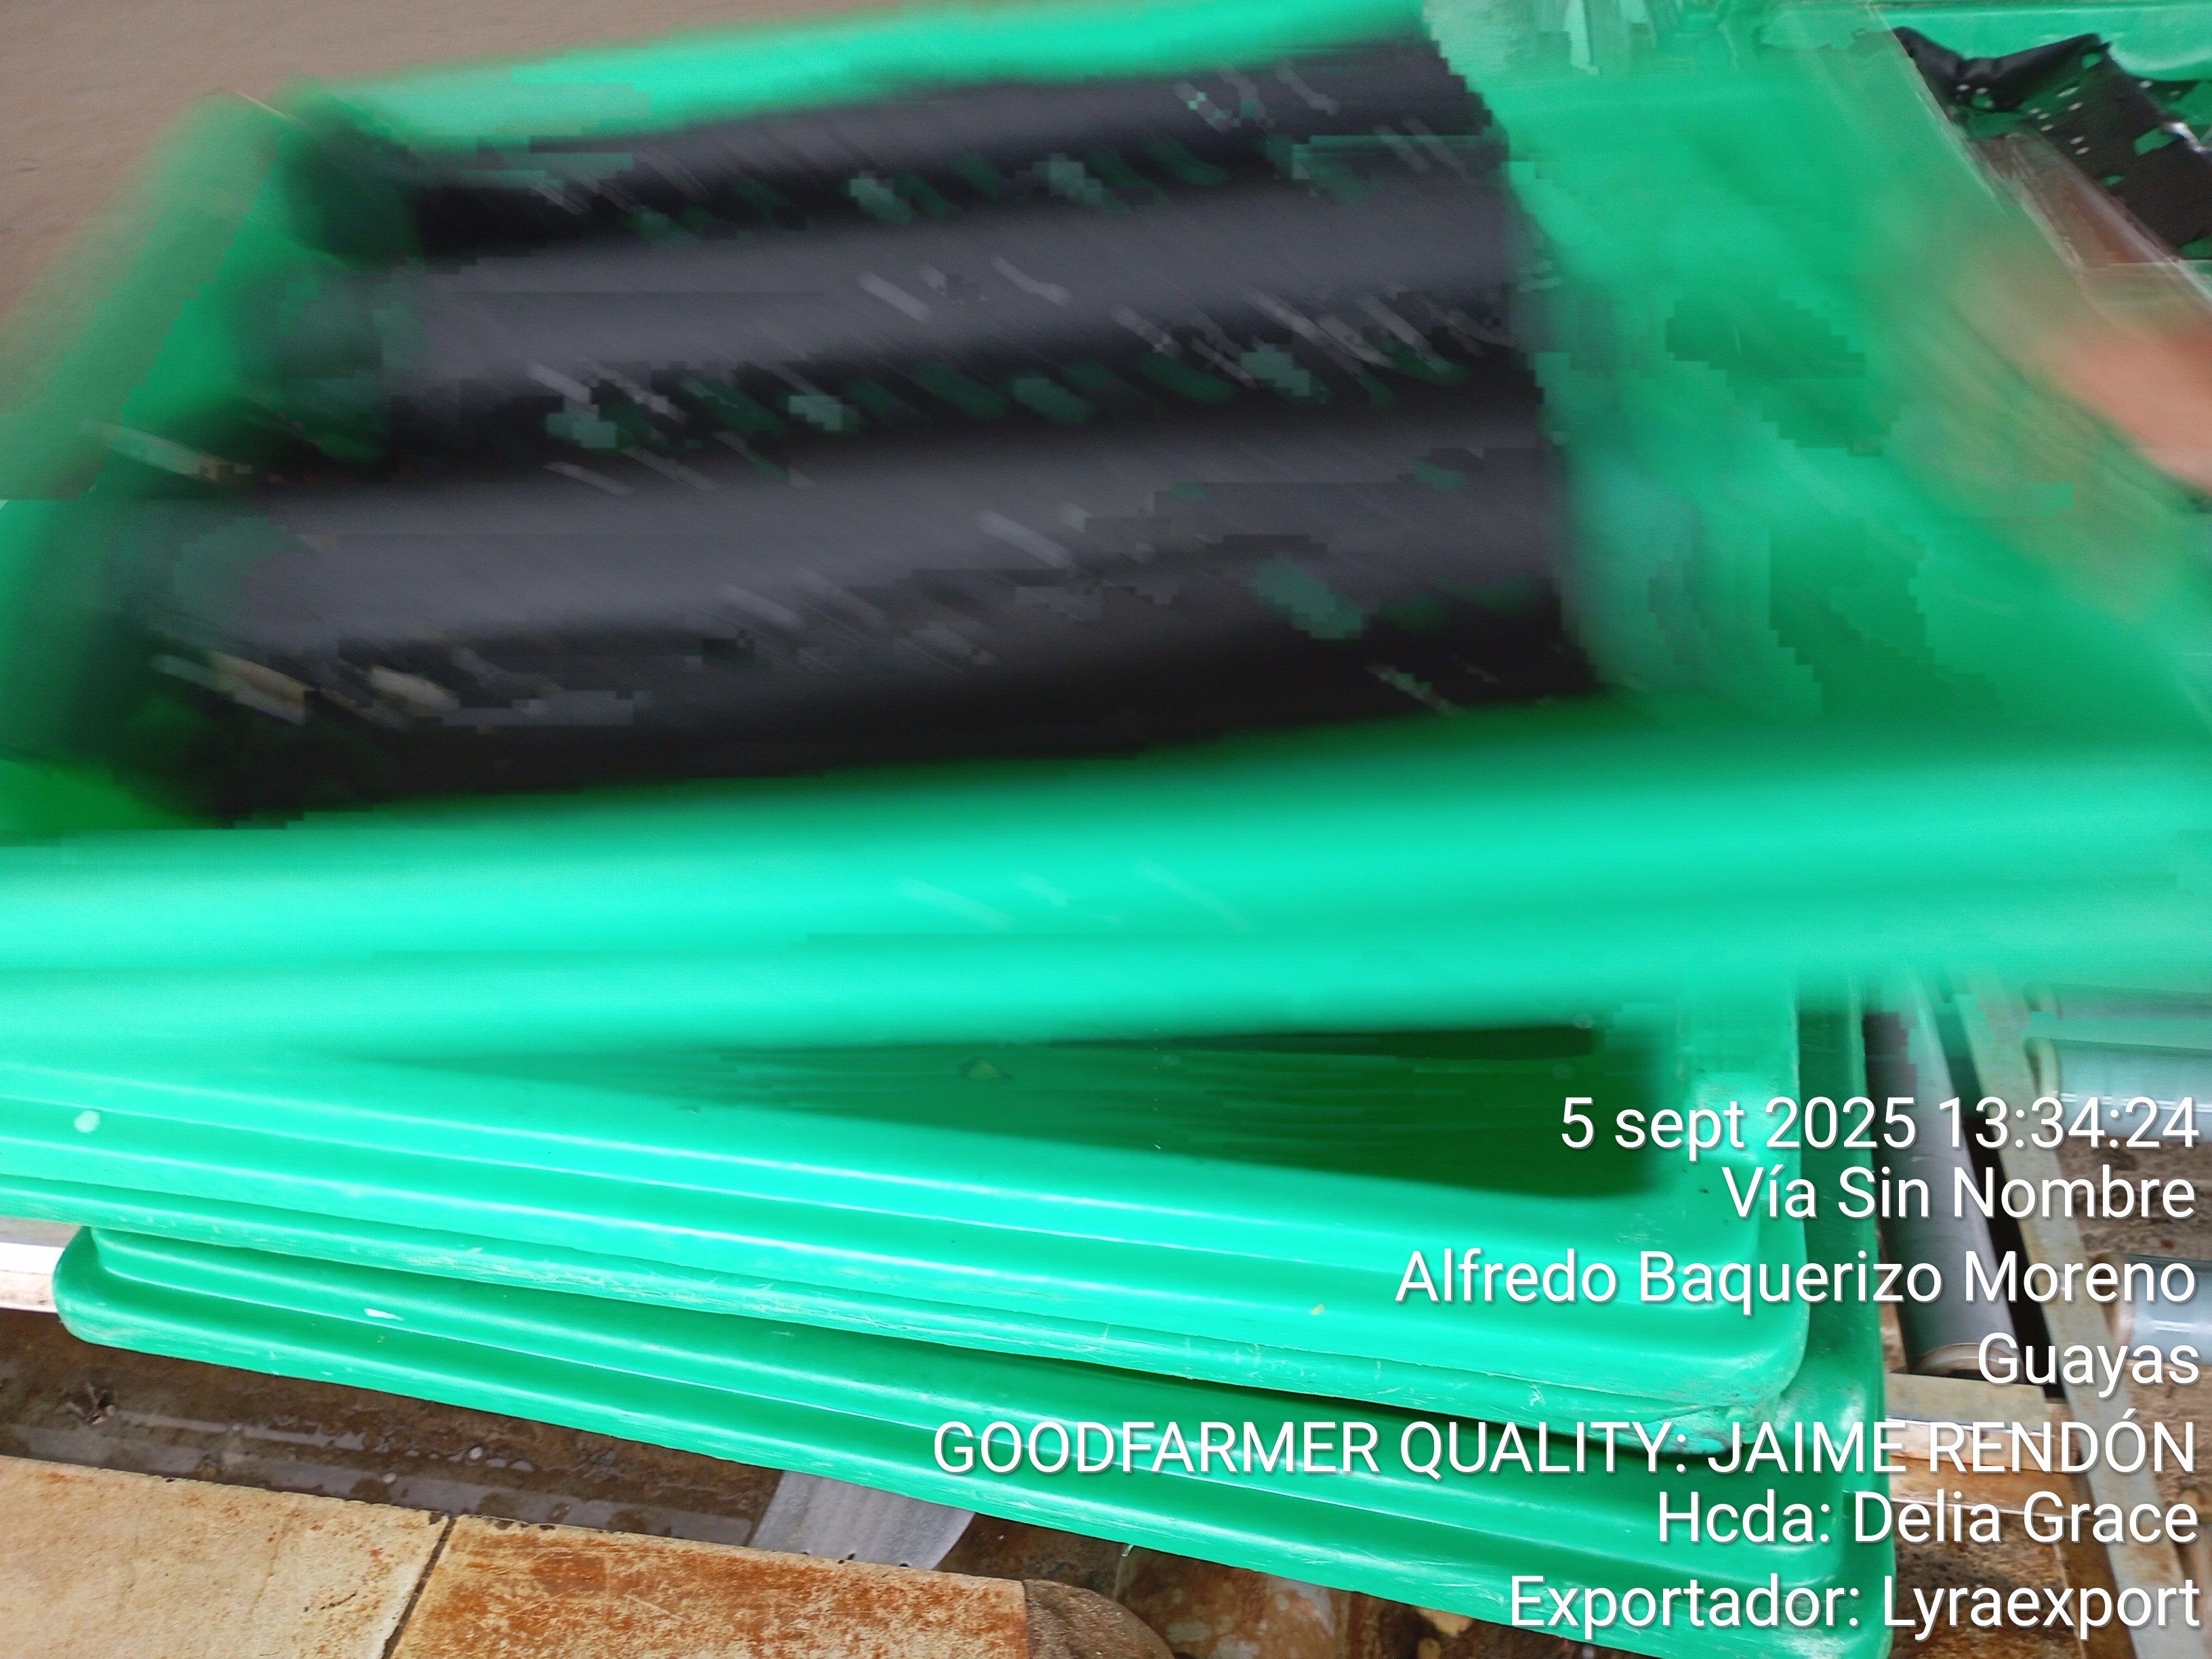 5 sept 2025 13:34:24
Vía Sin Nombre
Alfredo Baquerizo Moreno
Guayas
GOODFARMER QUALITY: JAIME RENDÓN
Hcda: Delia Grace
Exportador: Lyraexport